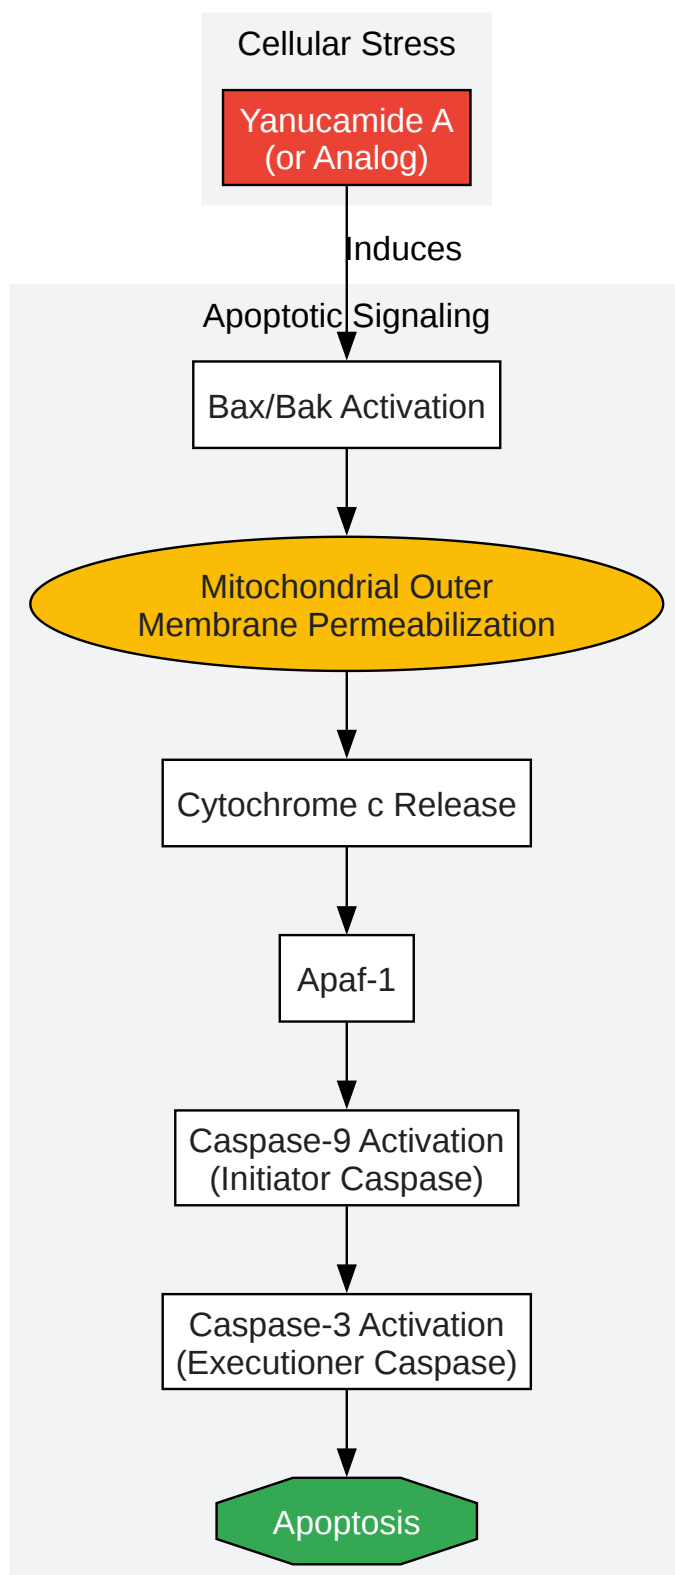 Cellular Stress
Yanucamide A
(or Analog)
Induces
Apoptotic Signaling
Bax/Bak Activation
Mitochondrial Outer
Membrane Permeabilization
Cytochrome c Release
Apaf-1
Caspase-9 Activation
(Initiator Caspase)
Caspase-3 Activation
(Executioner Caspase)
Apoptosis